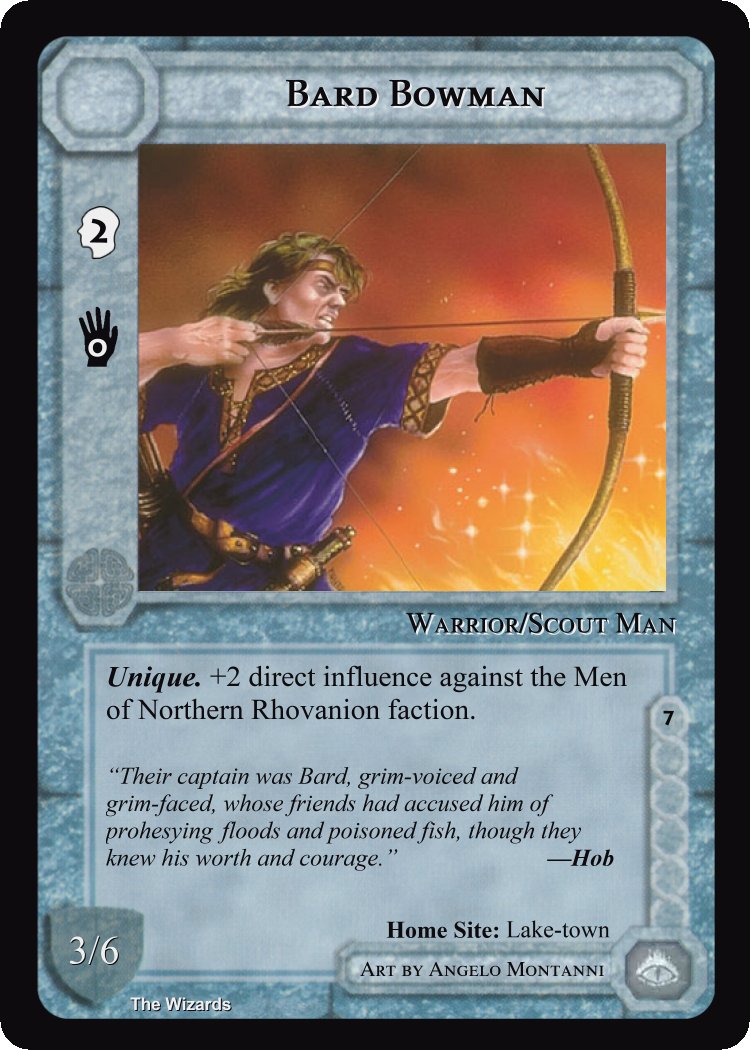 Bard Bowman
2
0
Warrior/Scout Man
Unique. +2 direct influence against the Men
of Northern Rhovanion faction.
7
“Their captain was Bard, grim-voiced and
grim-faced, whose friends had accused him of
prohesying floods and poisoned fish, though they
knew his worth and courage.” —Hob
Home Site: Lake-town
3/6
Art by Angelo Montanni
The Wizards